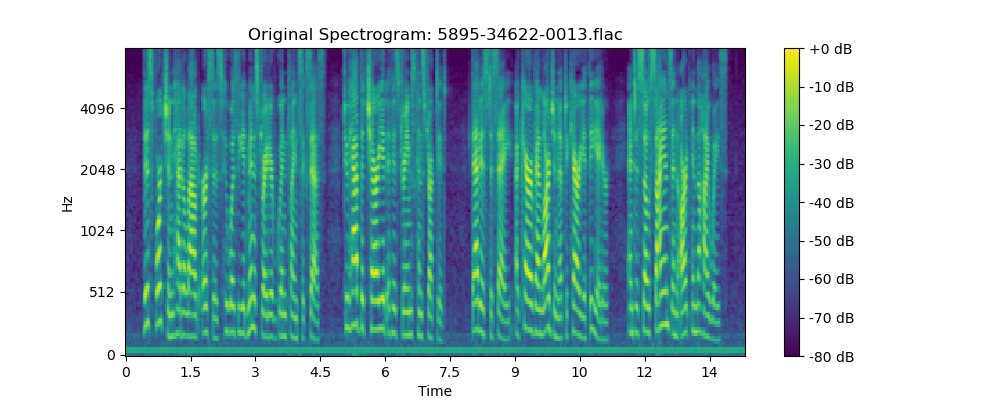 Original Spectrogram: 5895-34622-0013.flac
Hz
4096
2048
1024
512
0
0 1.5 3 4.5 6 7.5 9 10 12 14
Time
+0 dB
-10 dB
-20 dB
-30 dB
-40 dB
-50 dB
-60 dB
-70 dB
-80 dB